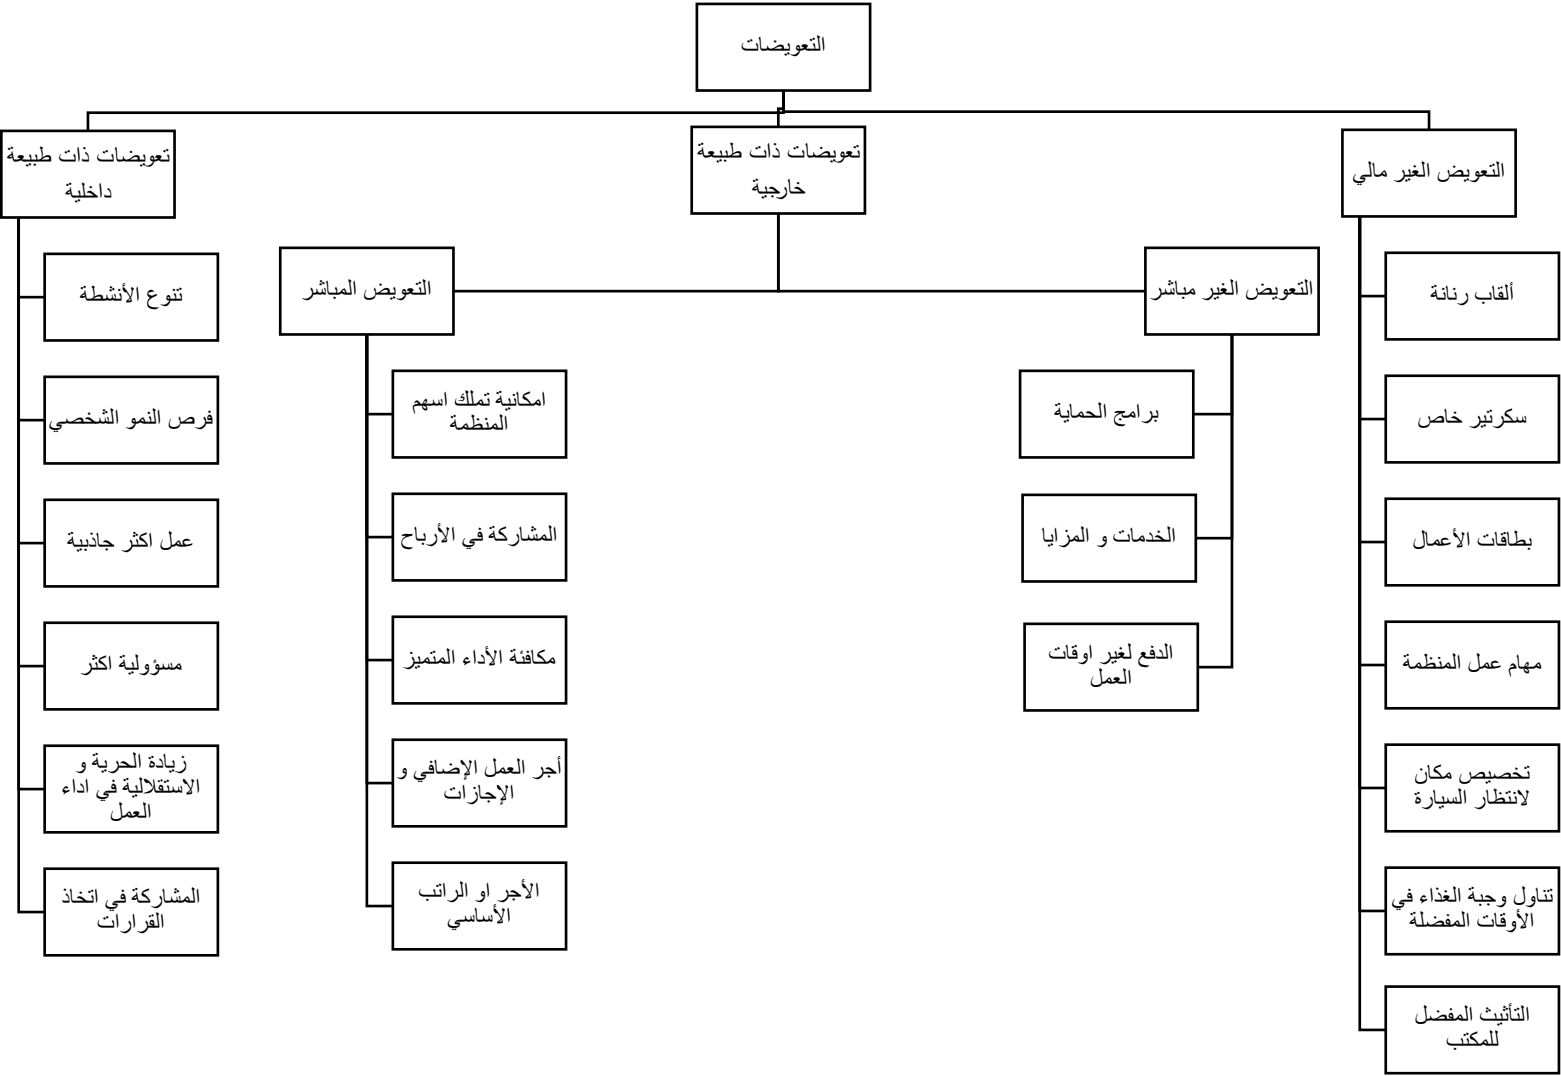 التعويضات
التعويض الغير مالي
ألقاب رنانة
سكرتير خاص
بطاقات الأعمال
مهام عمل المنظمة
تخصيص مكان
لانتظار السيارة
تناول وجبة الغذاء في
الأوقات المفضلة
التأثيث المفضل
للمكتب
تعويضات ذات طبيعة
خارجية
التعويض الغير مباشر
برامج الحماية
الخدمات و المزايا
الدفع لغير اوقات
العمل
التعويض المباشر
امكانية تملك اسهم
المنظمة
المشاركة في الأرباح
مكافئة الأداء المتميز
أجر العمل الإضافي و
الإجازات
الأجر او الراتب
الأساسي
تعويضات ذات طبيعة
داخلية
تنوع الأنشطة
فرص النمو الشخصي
عمل اكثر جاذبية
مسؤولية اكثر
زيادة الحرية و
الاستقلالية في اداء
العمل
المشاركة في اتخاذ
القرارات